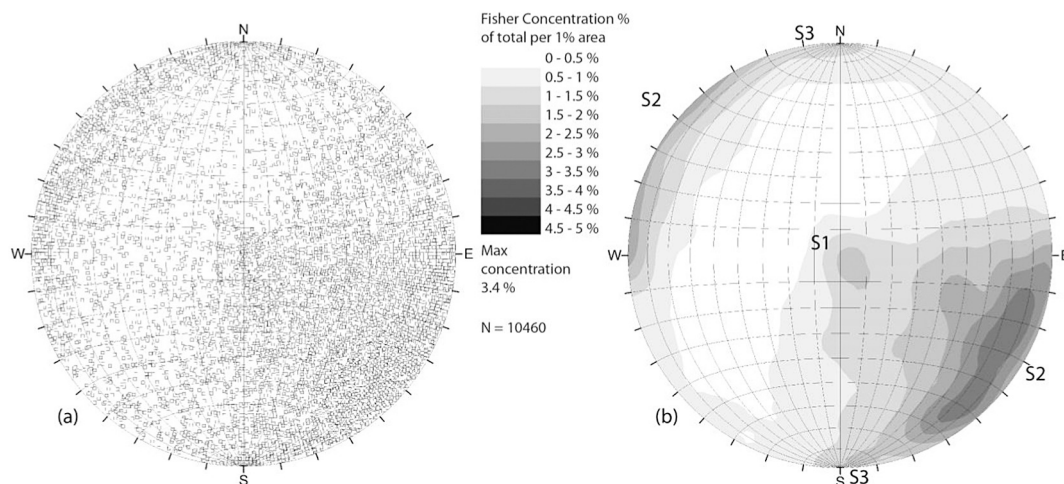 N
W
E
S
(a)
Fisher Concentration %
of total per 1% area
0 - 0.5 %
0.5 - 1 %
1 - 1.5 %
1.5 - 2 %
2 - 2.5 %
2.5 - 3 %
3 - 3.5 %
3.5 - 4 %
4 - 4.5 %
4.5 - 5 %
Max
concentration
3.4 %
N = 10460
S3
N
S2
S1
W
E
S2
(b)
S
S3